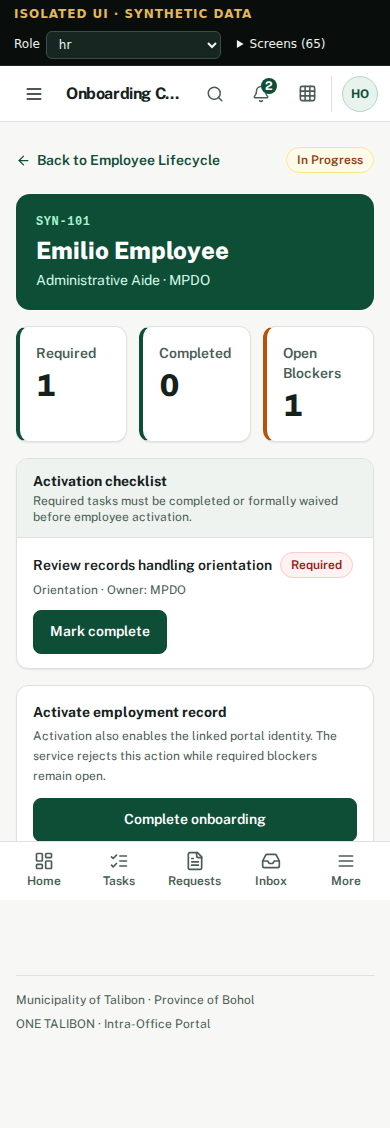 ISOLATED UI · SYNTHETIC DATA
Role hr ▶ Screens (65)
Onboarding C... 2 HO
← Back to Employee Lifecycle In Progress
SYN-101
Emilio Employee
Administrative Aide · MPDO
Required
1
Completed
0
Open
Blockers
1
Activation checklist
Required tasks must be completed or formally waived
before employee activation.
Review records handling orientation Required
Orientation · Owner: MPDO
Mark complete
Activate employment record
Activation also enables the linked portal identity. The
service rejects this action while required blockers
remain open.
Complete onboarding
Home Tasks Requests Inbox More
Municipality of Talibon · Province of Bohol
ONE TALIBON · Intra-Office Portal